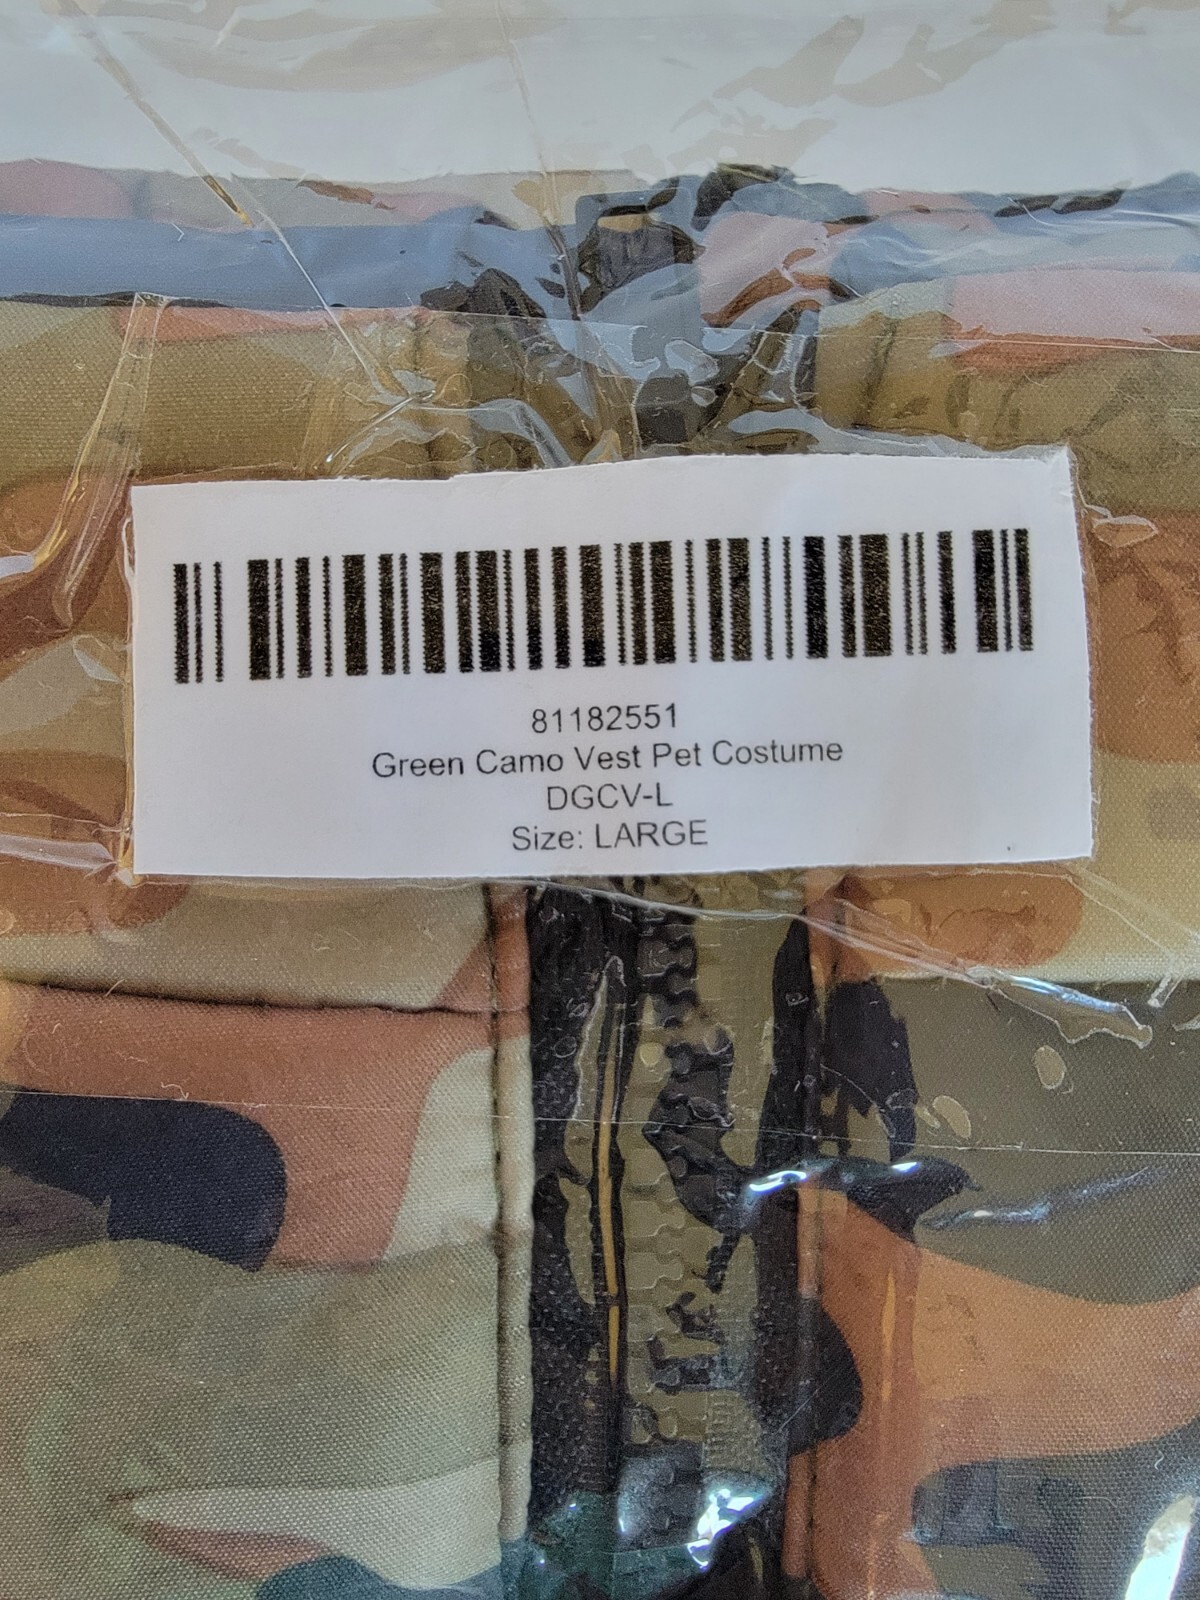 81182551
Green Camo Vest Pet Costume
DGCV-L
Size: LARGE